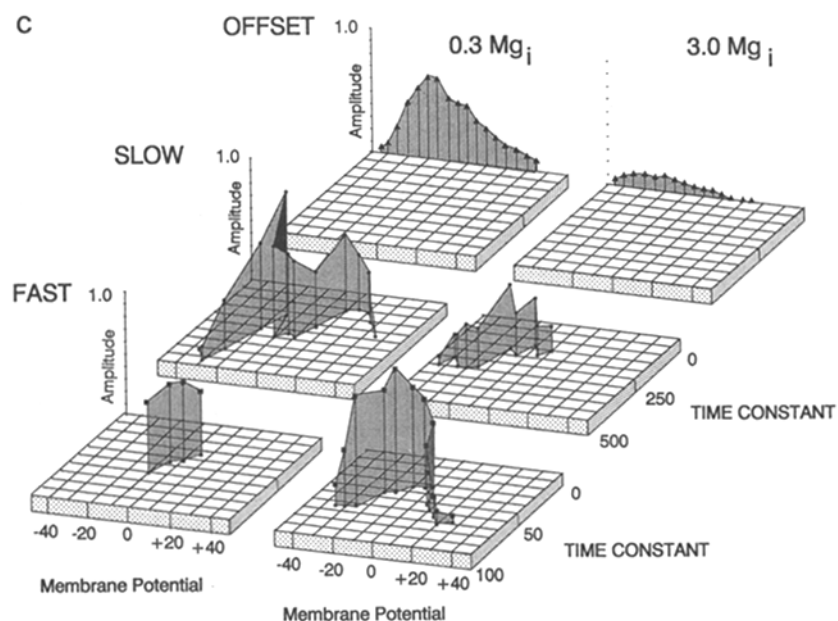 C
OFFSET
1.0
0.3 Mgi
3.0 Mgi
Amplitude
SLOW
1.0
Amplitude
FAST
1.0
Amplitude
0
250
500
TIME CONSTANT
0
50
100
TIME CONSTANT
-40 -20 0 +20 +40
Membrane Potential
-40 -20 0 +20 +40
Membrane Potential